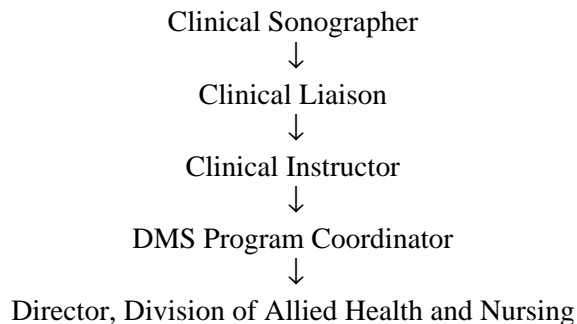 Clinical Sonographer
↓
Clinical Liaison
↓
Clinical Instructor
↓
DMS Program Coordinator
↓
Director, Division of Allied Health and Nursing